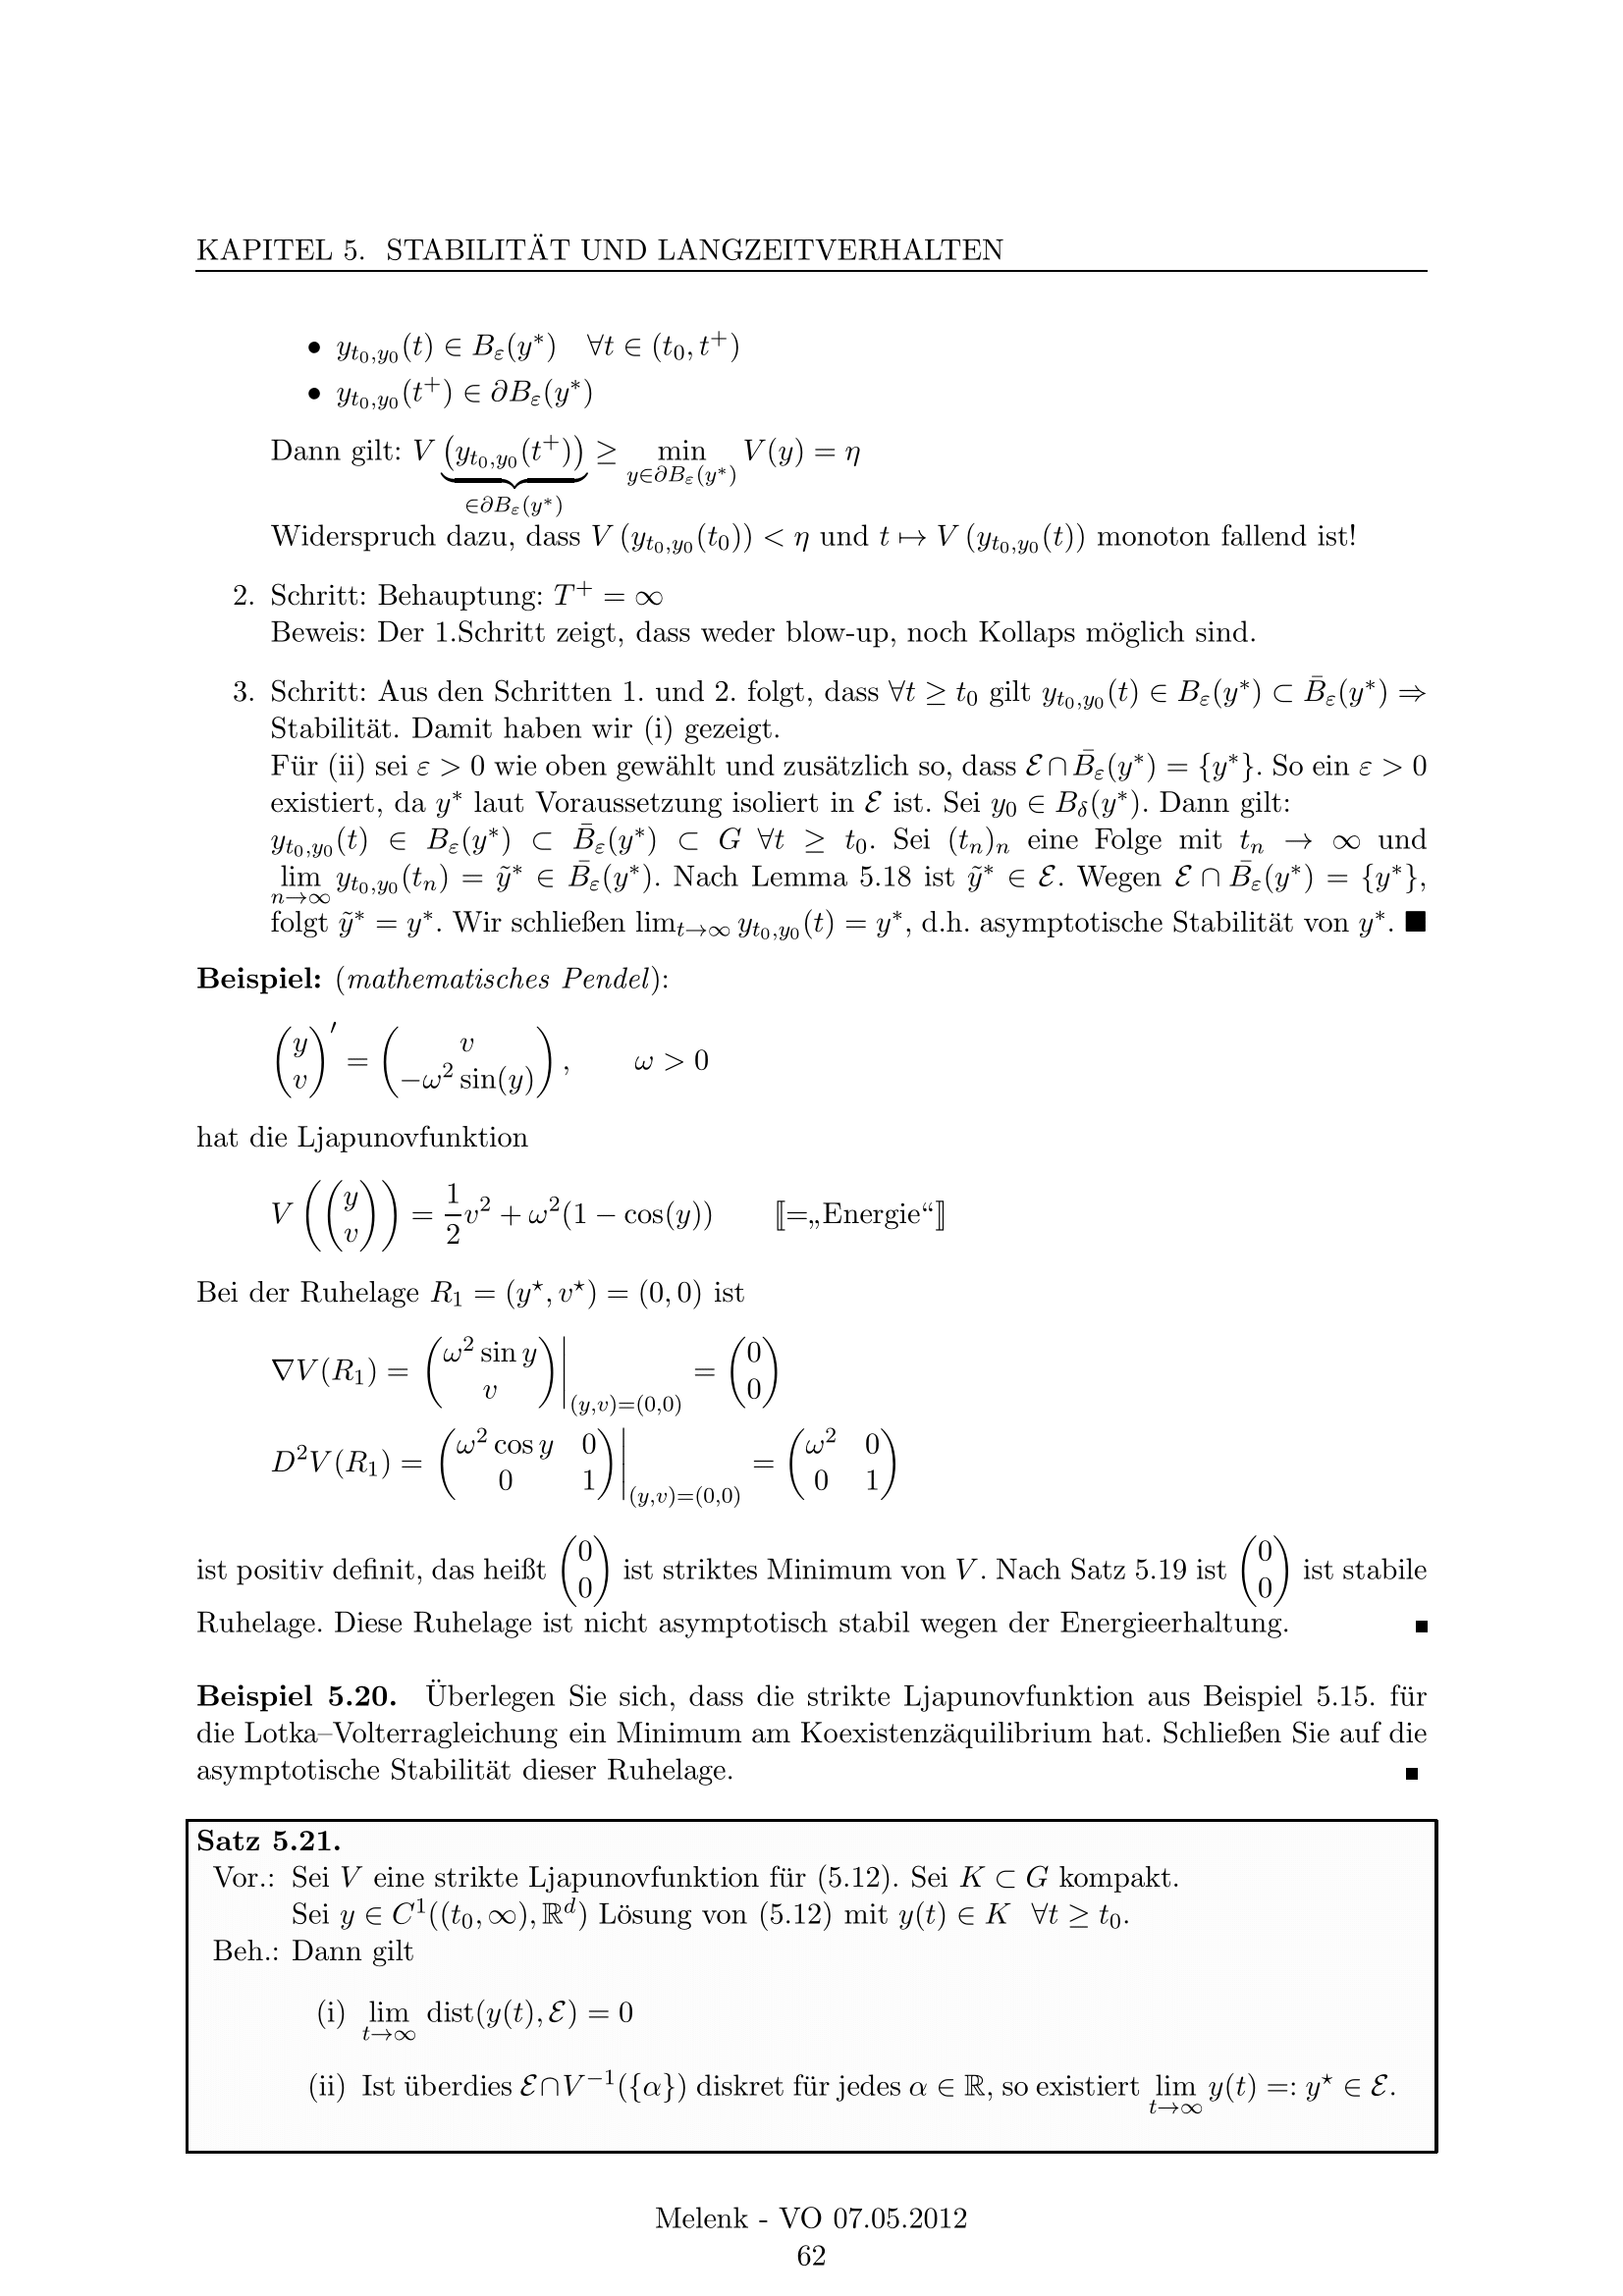 KAPITEL 5. STABILITÄT UND LANGZEITVERHALTEN
• $y_{t_0,y_0}(t) \in B_\varepsilon(y^*) \quad \forall t \in (t_0, t^+)$
• $y_{t_0,y_0}(t^+) \in \partial B_\varepsilon(y^*)$
Dann gilt: $V \underbrace{\left(y_{t_0,y_0}(t^+)\right)}_{\in \partial B_\varepsilon(y^*)} \geq \min_{y \in \partial B_\varepsilon(y^*)} V(y) = \eta$
Widerspruch dazu, dass $V(y_{t_0,y_0}(t_0)) < \eta$ und $t \mapsto V(y_{t_0,y_0}(t))$ monoton fallend ist!
2. Schritt: Behauptung: $T^+ = \infty$
Beweis: Der 1.Schritt zeigt, dass weder blow-up, noch Kollaps möglich sind.
3. Schritt: Aus den Schritten 1. und 2. folgt, dass $\forall t \geq t_0$ gilt $y_{t_0,y_0}(t) \in B_\varepsilon(y^*) \subset \bar{B}_\varepsilon(y^*) \Rightarrow$
Stabilität. Damit haben wir (i) gezeigt.
Für (ii) sei $\varepsilon > 0$ wie oben gewählt und zusätzlich so, dass $\mathcal{E} \cap \bar{B}_\varepsilon(y^*) = \{y^*\}$. So ein $\varepsilon > 0$
existiert, da $y^*$ laut Voraussetzung isoliert in $\mathcal{E}$ ist. Sei $y_0 \in B_\delta(y^*)$. Dann gilt:
$y_{t_0,y_0}(t) \in B_\varepsilon(y^*) \subset \bar{B}_\varepsilon(y^*) \subset G \; \forall t \geq t_0$. Sei $(t_n)_n$ eine Folge mit $t_n \to \infty$ und
$\lim_{n \to \infty} y_{t_0,y_0}(t_n) = \tilde{y}^* \in \bar{B}_\varepsilon(y^*)$. Nach Lemma 5.18 ist $\tilde{y}^* \in \mathcal{E}$. Wegen $\mathcal{E} \cap \bar{B}_\varepsilon(y^*) = \{y^*\}$,
folgt $\tilde{y}^* = y^*$. Wir schließen $\lim_{t \to \infty} y_{t_0,y_0}(t) = y^*$, d.h. asymptotische Stabilität von $y^*$. ■
Beispiel: (mathematisches Pendel):
$\begin{pmatrix} y \\ v \end{pmatrix}' = \begin{pmatrix} v \\ -\omega^2 \sin(y) \end{pmatrix}, \qquad \omega > 0$
hat die Ljapunovfunktion
$V\left(\begin{pmatrix} y \\ v \end{pmatrix}\right) = \frac{1}{2} v^2 + \omega^2 (1 - \cos(y)) \qquad$ ⟦=„Energie“⟧
Bei der Ruhelage $R_1 = (y^\star, v^\star) = (0, 0)$ ist
$\nabla V(R_1) = \left.\begin{pmatrix} \omega^2 \sin y \\ v \end{pmatrix}\right|_{(y,v)=(0,0)} = \begin{pmatrix} 0 \\ 0 \end{pmatrix}$
$D^2 V(R_1) = \left.\begin{pmatrix} \omega^2 \cos y & 0 \\ 0 & 1 \end{pmatrix}\right|_{(y,v)=(0,0)} = \begin{pmatrix} \omega^2 & 0 \\ 0 & 1 \end{pmatrix}$
ist positiv definit, das heißt $\begin{pmatrix} 0 \\ 0 \end{pmatrix}$ ist striktes Minimum von $V$. Nach Satz 5.19 ist $\begin{pmatrix} 0 \\ 0 \end{pmatrix}$ ist stabile
Ruhelage. Diese Ruhelage ist nicht asymptotisch stabil wegen der Energieerhaltung. ■
Beispiel 5.20. Überlegen Sie sich, dass die strikte Ljapunovfunktion aus Beispiel 5.15. für
die Lotka–Volterragleichung ein Minimum am Koexistenzäquilibrium hat. Schließen Sie auf die
asymptotische Stabilität dieser Ruhelage. ■
Satz 5.21.
Vor.: Sei $V$ eine strikte Ljapunovfunktion für (5.12). Sei $K \subset G$ kompakt.
Sei $y \in C^1((t_0, \infty), \mathbb{R}^d)$ Lösung von (5.12) mit $y(t) \in K \; \forall t \geq t_0$.
Beh.: Dann gilt
(i) $\lim_{t \to \infty} \operatorname{dist}(y(t), \mathcal{E}) = 0$
(ii) Ist überdies $\mathcal{E} \cap V^{-1}(\{\alpha\})$ diskret für jedes $\alpha \in \mathbb{R}$, so existiert $\lim_{t \to \infty} y(t) =: y^\star \in \mathcal{E}$.
Melenk - VO 07.05.2012
62